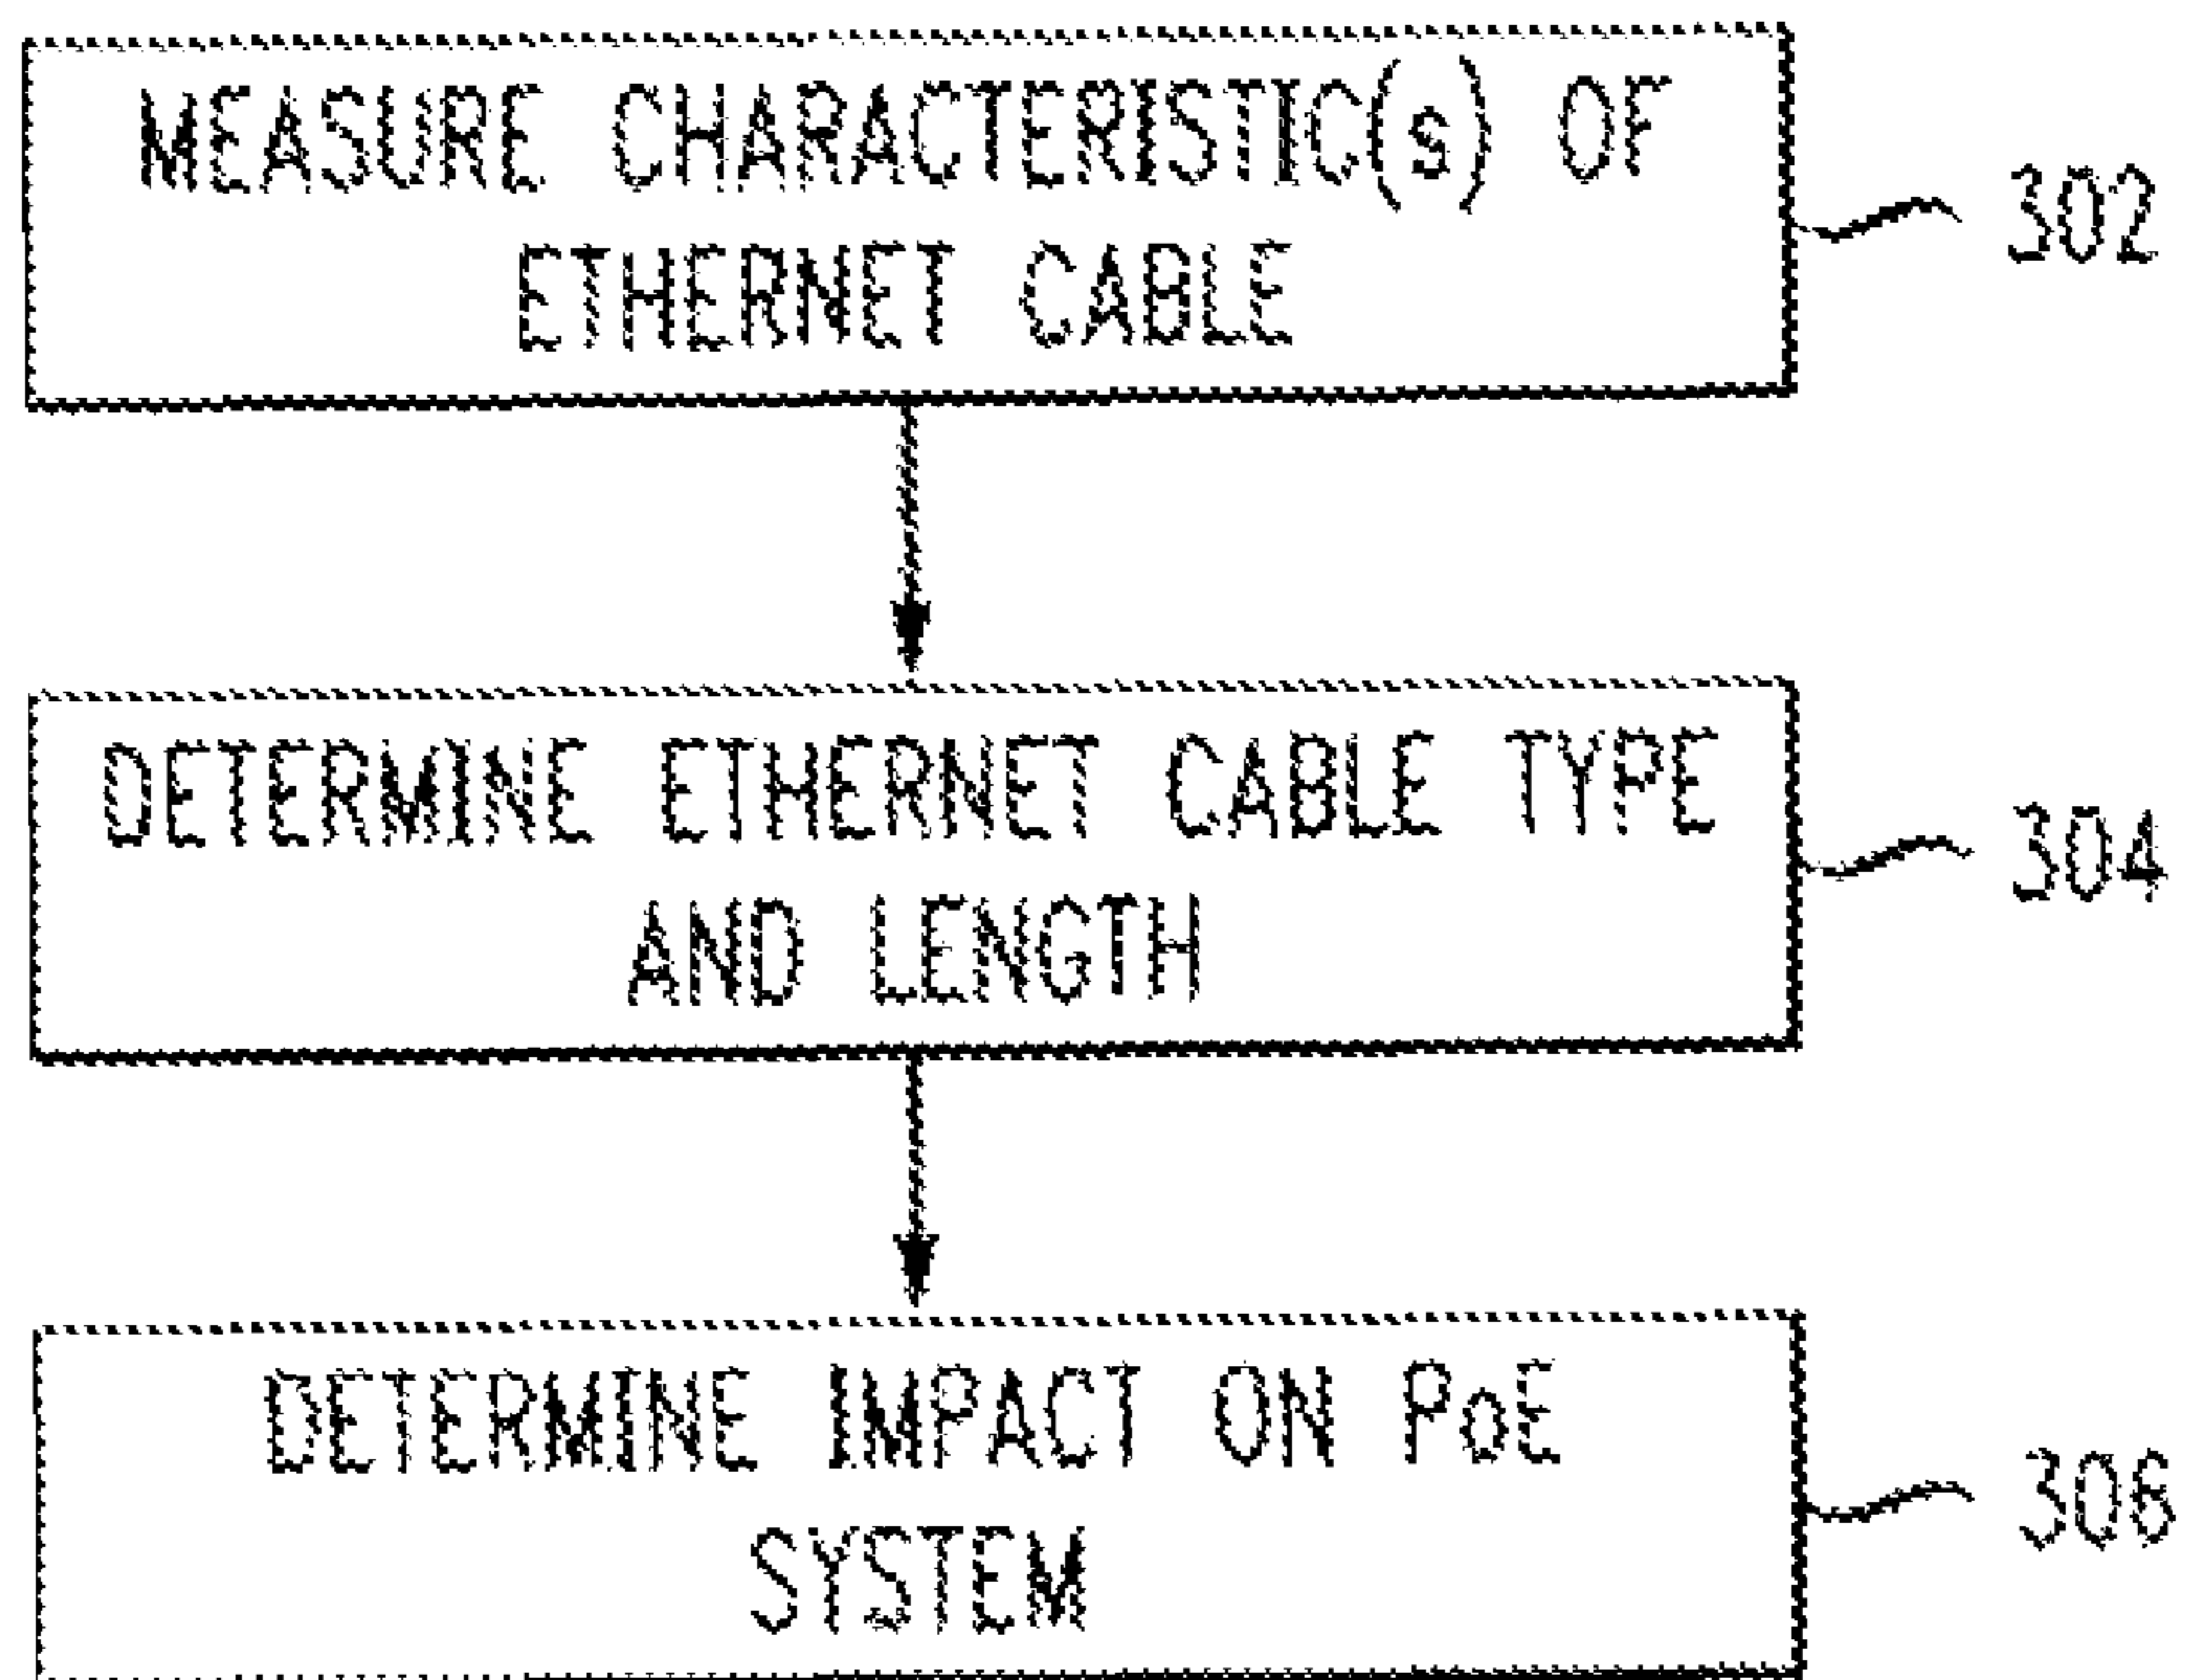 MEASURE CHARACTERISTIC(s) OF
ETHERNET CABLE
302
DETERMINE ETHERNET CABLE TYPE
AND LENGTH
304
DETERMINE IMPACT ON PoE
SYSTEM
306